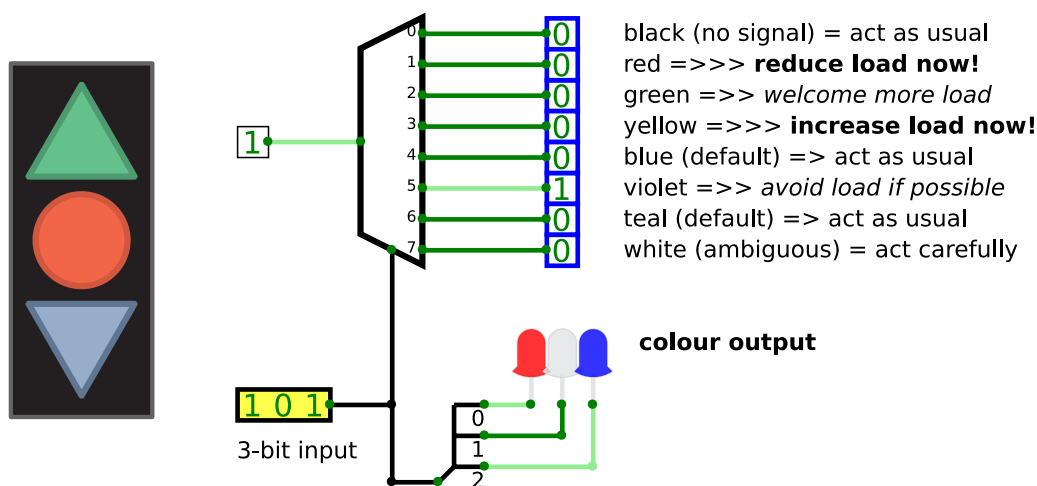 0 0 black (no signal) = act as usual
1 0 red =>>> reduce load now!
2 0 green =>> welcome more load
3 0 yellow =>>> increase load now!
1
4 0 blue (default) => act as usual
5 1 violet =>> avoid load if possible
6 0 teal (default) => act as usual
7 0 white (ambiguous) = act carefully
colour output
1 0 1
3-bit input
0
1
2